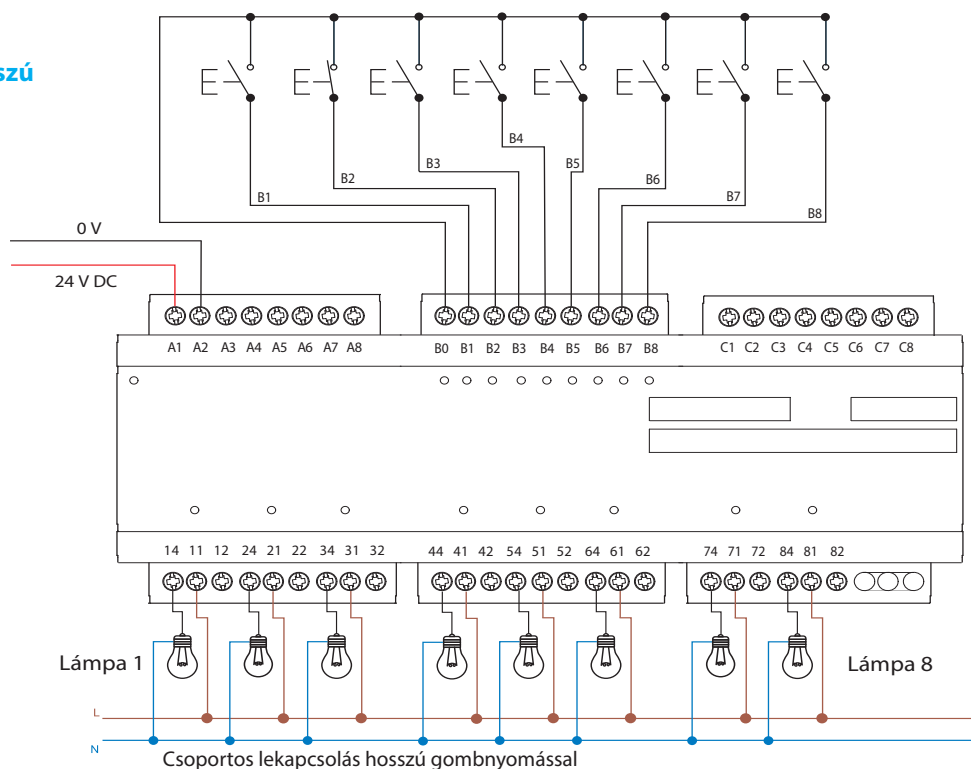 szú
B4
B3
B5
B2
B6
B1
B7
B8
0 V
24 V DC
A1 A2 A3 A4 A5 A6 A7 A8
B0 B1 B2 B3 B4 B5 B6 B7 B8
C1 C2 C3 C4 C5 C6 C7 C8
14 11 12 24 21 22 34 31 32
44 41 42 54 51 52 64 61 62
74 71 72 84 81 82
Lámpa 1
Lámpa 8
L
N
Csoportos lekapcsolás hosszú gombnyomással